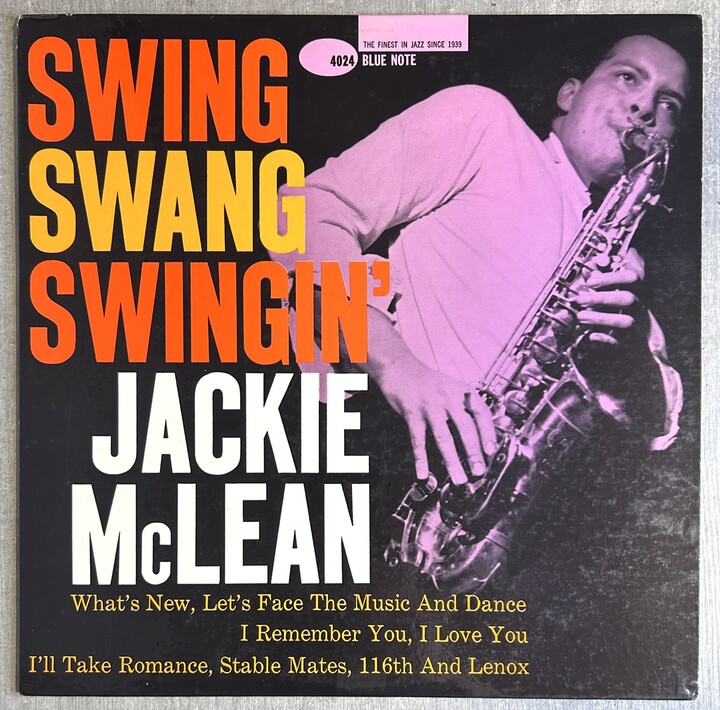 THE FINEST IN JAZZ SINCE 1939
4024 BLUE NOTE
SWING
SWANG
SWINGIN'
JACKIE
McLEAN
What's New, Let's Face The Music And Dance
I Remember You, I Love You
I'll Take Romance, Stable Mates, 116th And Lenox